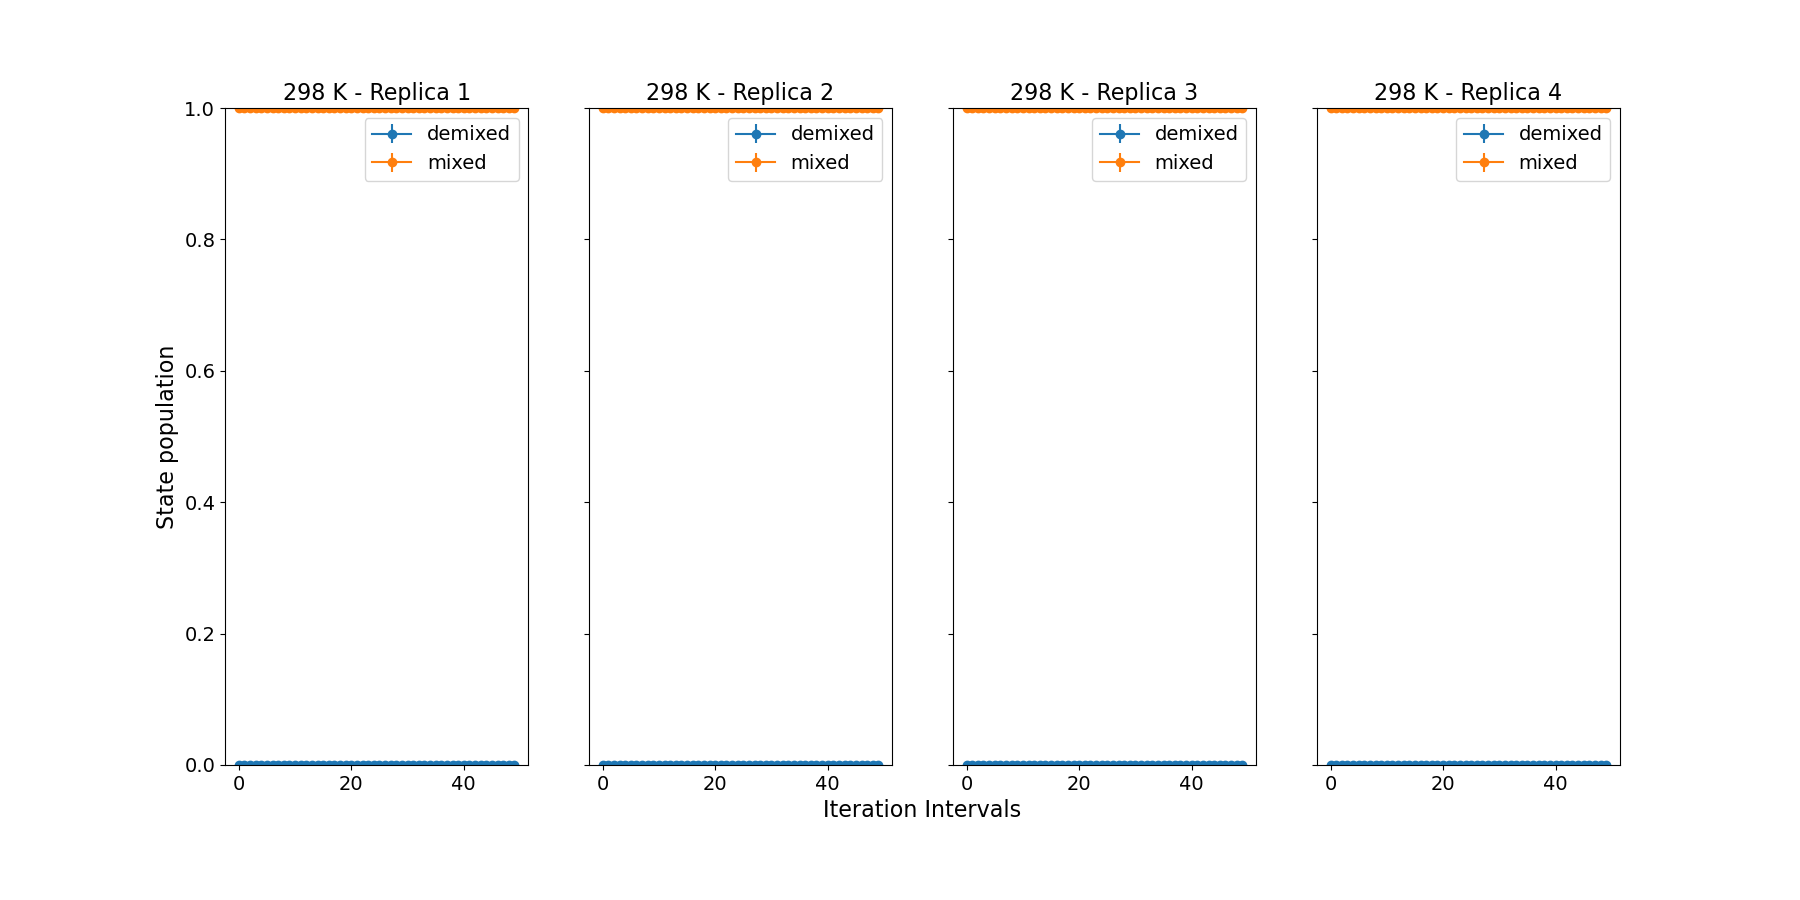 298 K - Replica 1
298 K - Replica 2
298 K - Replica 3
298 K - Replica 4
1.0
0.8
0.6
0.4
0.2
0.0
State population
demixed
mixed
demixed
mixed
demixed
mixed
demixed
mixed
0 20 40
0 20 40
0 20 40
0 20 40
Iteration Intervals